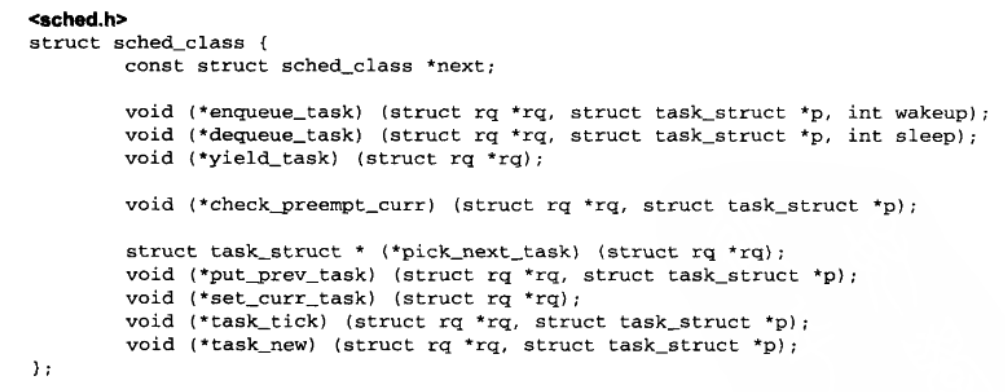 <sched.h>
struct sched_class {
        const struct sched_class *next;

        void (*enqueue_task) (struct rq *rq, struct task_struct *p, int wakeup);
        void (*dequeue_task) (struct rq *rq, struct task_struct *p, int sleep);
        void (*yield_task) (struct rq *rq);

        void (*check_preempt_curr) (struct rq *rq, struct task_struct *p);

        struct task_struct * (*pick_next_task) (struct rq *rq);
        void (*put_prev_task) (struct rq *rq, struct task_struct *p);
        void (*set_curr_task) (struct rq *rq);
        void (*task_tick) (struct rq *rq, struct task_struct *p);
        void (*task_new) (struct rq *rq, struct task_struct *p);
};